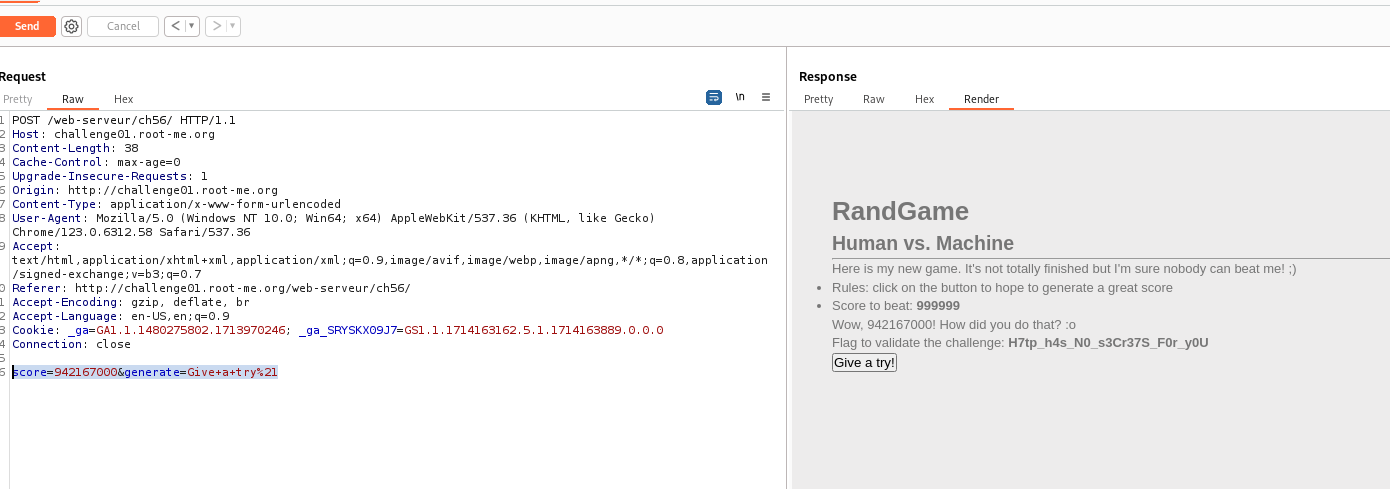 Send
Cancel
<
>
Request
Pretty
Raw
Hex
\n
1 POST /web-serveur/ch56/ HTTP/1.1
2 Host: challenge01.root-me.org
3 Content-Length: 38
4 Cache-Control: max-age=0
5 Upgrade-Insecure-Requests: 1
6 Origin: http://challenge01.root-me.org
7 Content-Type: application/x-www-form-urlencoded
8 User-Agent: Mozilla/5.0 (Windows NT 10.0; Win64; x64) AppleWebKit/537.36 (KHTML, like Gecko)
Chrome/123.0.6312.58 Safari/537.36
9 Accept:
text/html,application/xhtml+xml,application/xml;q=0.9,image/avif,image/webp,image/apng,*/*;q=0.8,application
/signed-exchange;v=b3;q=0.7
0 Referer: http://challenge01.root-me.org/web-serveur/ch56/
1 Accept-Encoding: gzip, deflate, br
2 Accept-Language: en-US,en;q=0.9
3 Cookie: _ga=GA1.1.1480275802.1713970246; _ga_SRYSKX09J7=GS1.1.1714163162.5.1.1714163889.0.0.0
4 Connection: close
5
6 score=942167000&generate=Give+a+try%21
Response
Pretty
Raw
Hex
Render
RandGame
Human vs. Machine
Here is my new game. It's not totally finished but I'm sure nobody can beat me! ;)
• Rules: click on the button to hope to generate a great score
• Score to beat: 999999
Wow, 942167000! How did you do that? :o
Flag to validate the challenge: H7tp_h4s_N0_s3Cr37S_F0r_y0U
Give a try!